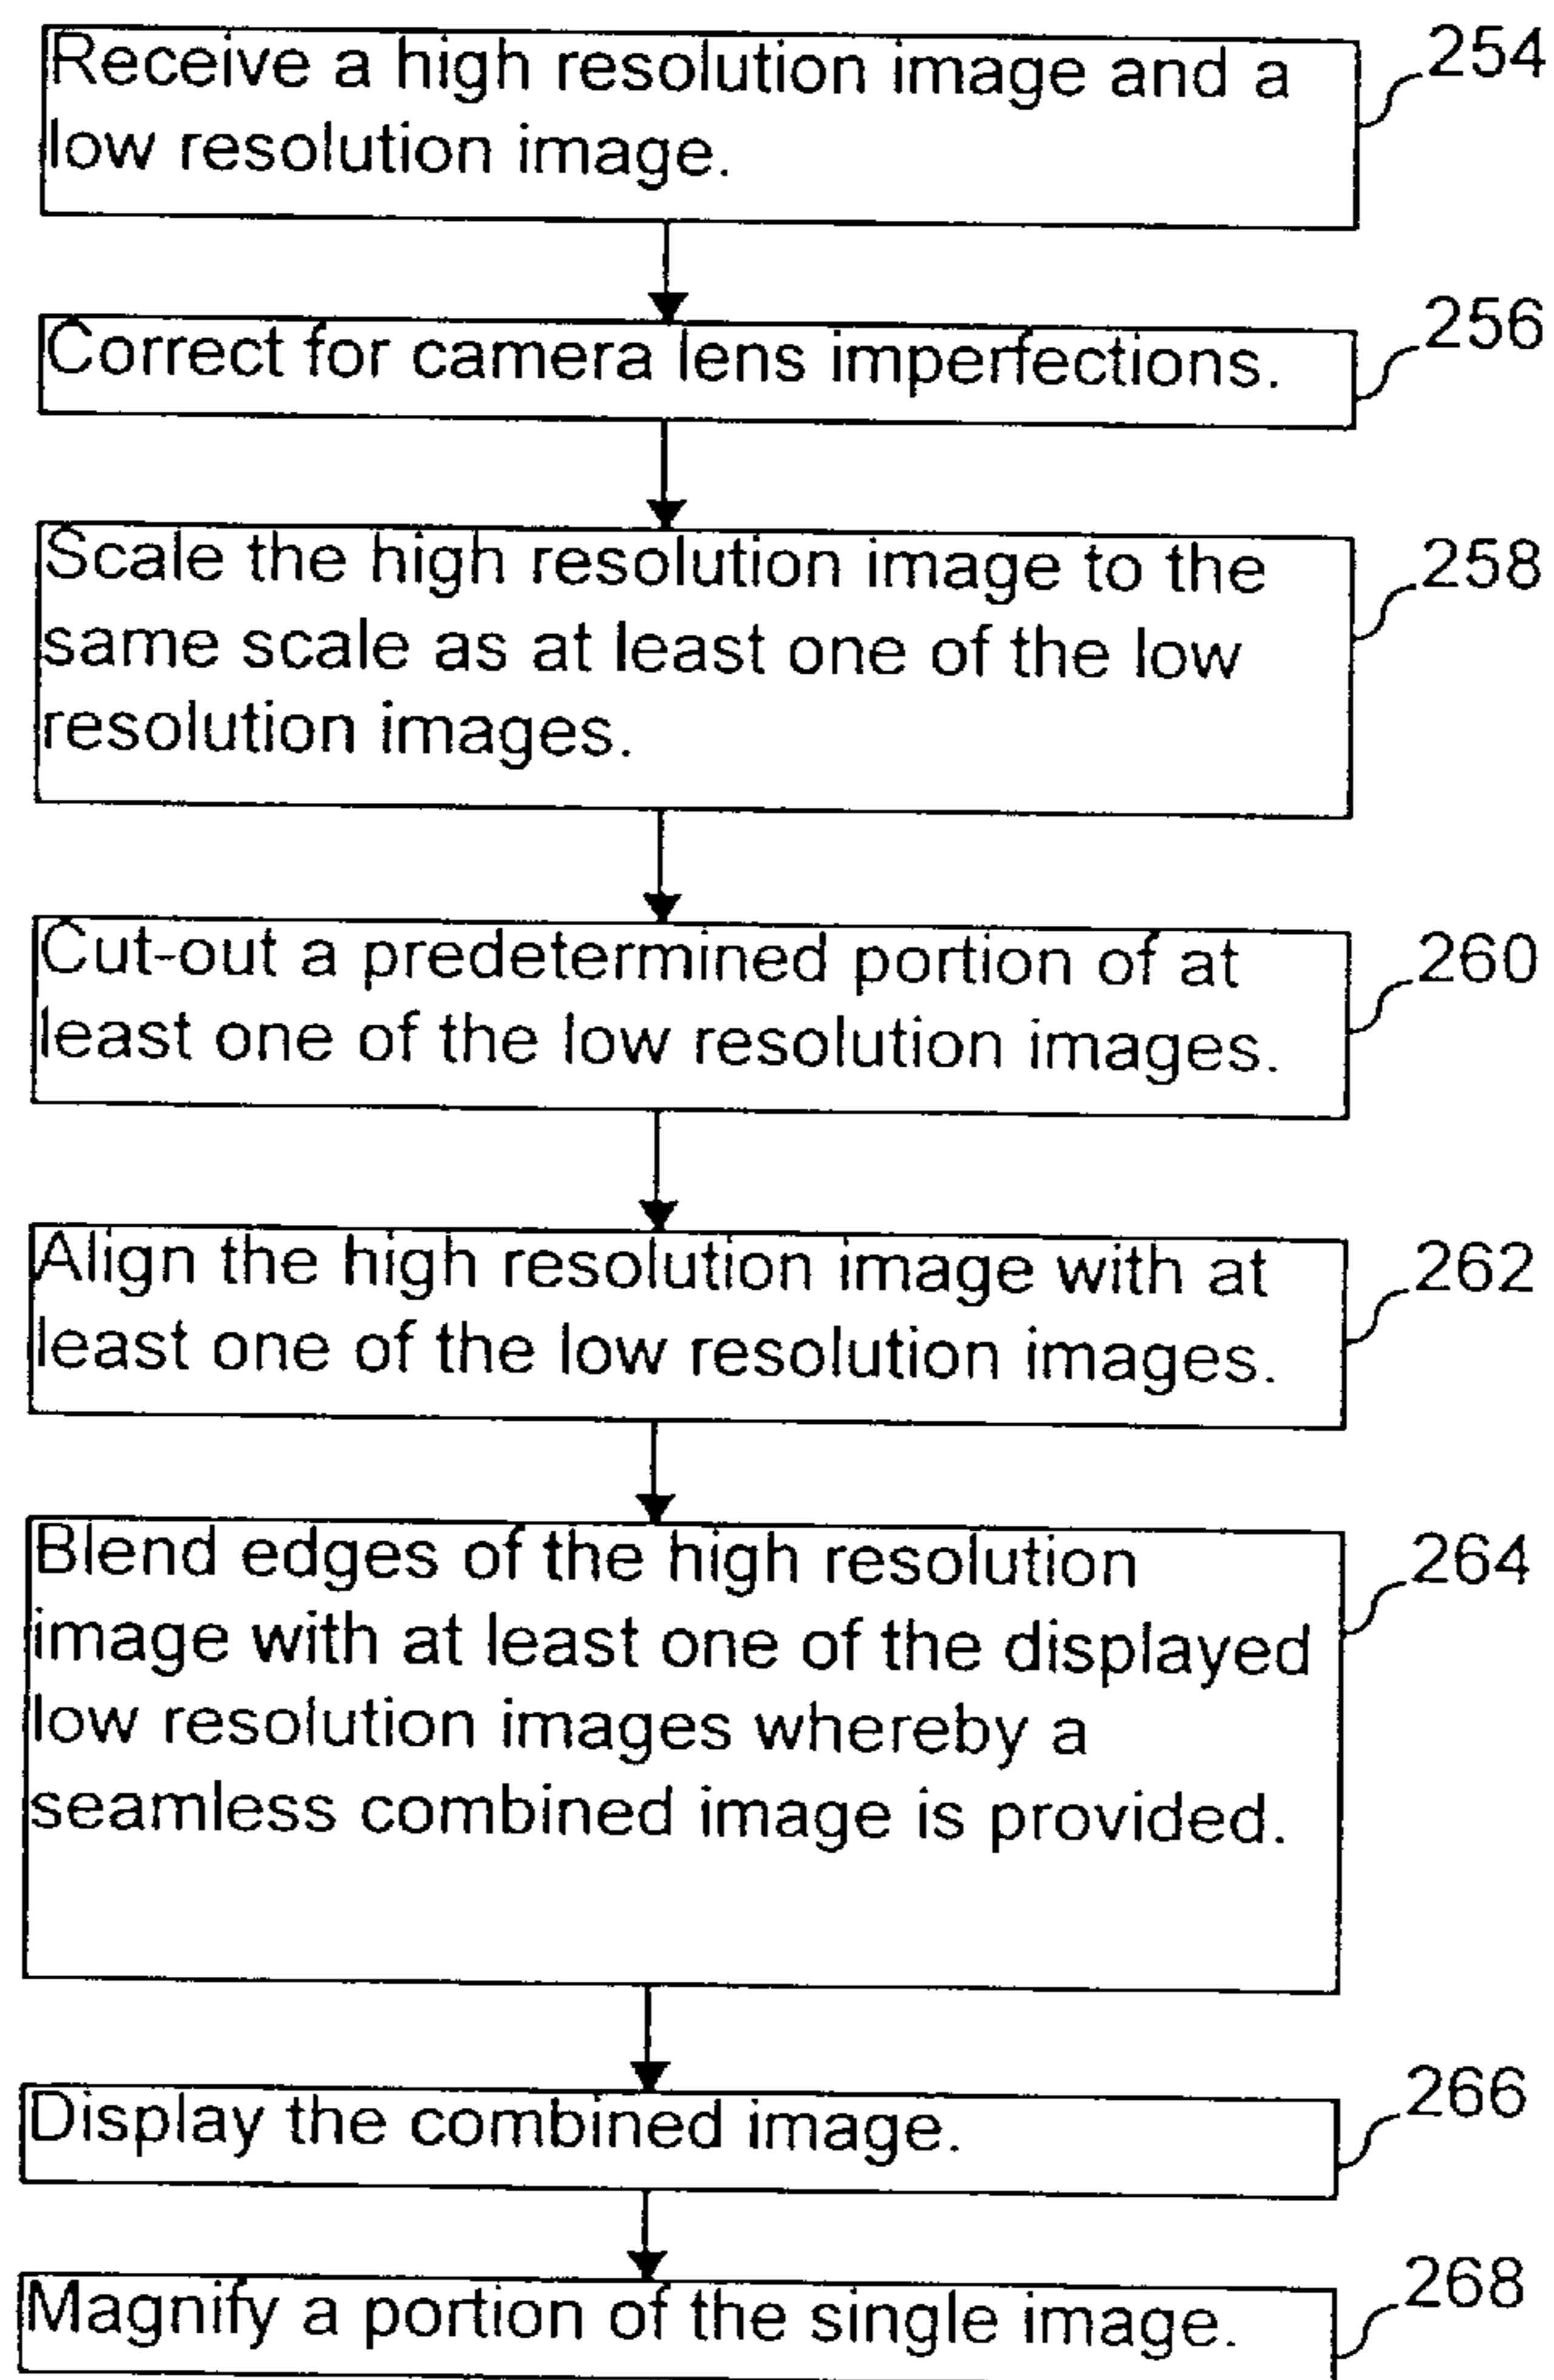 Receive a high resolution image and a
low resolution image.
254
Correct for camera lens imperfections.
256
Scale the high resolution image to the
same scale as at least one of the low
resolution images.
258
Cut-out a predetermined portion of at
least one of the low resolution images.
260
Align the high resolution image with at
least one of the low resolution images.
262
Blend edges of the high resolution
image with at least one of the displayed
low resolution images whereby a
seamless combined image is provided.
264
Display the combined image.
266
Magnify a portion of the single image.
268